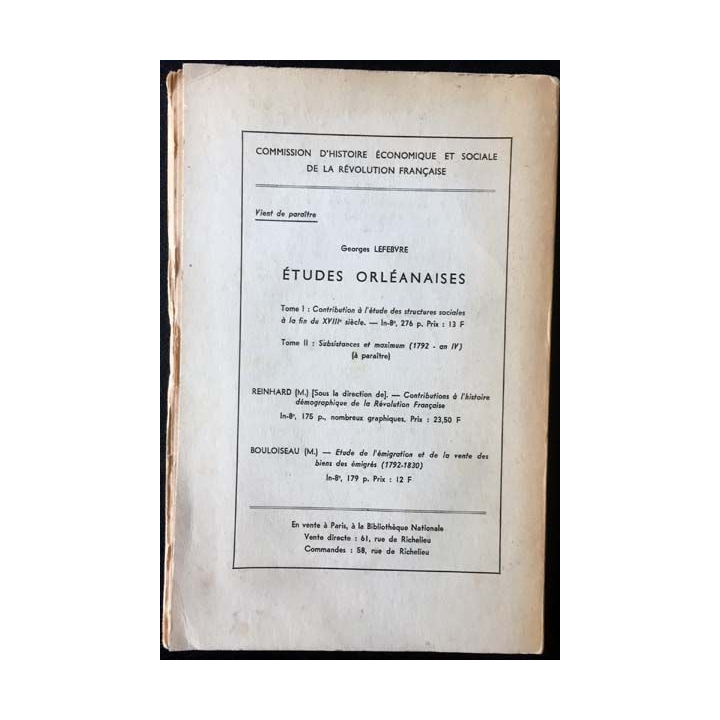 COMMISSION D'HISTOIRE ÉCONOMIQUE ET SOCIALE
DE LA RÉVOLUTION FRANÇAISE
Vient de paraître
Georges LEFEBVRE
ÉTUDES ORLÉANAISES
Tome I : Contribution à l'étude des structures sociales
à la fin du XVIIIe siècle. — In-8°, 276 p. Prix : 13 F
Tome II : Subsistances et maximum (1792 - an IV)
(à paraître)
REINHARD (M.) [Sous la direction de]. — Contributions à l'histoire
démographique de la Révolution Française
In-8°, 175 p., nombreux graphiques. Prix : 23,50 F
BOULOISEAU (M.) — Etude de l'émigration et de la vente des
biens des émigrés (1792-1830)
In-8°, 179 p. Prix : 12 F
En vente à Paris, à la Bibliothèque Nationale
Vente directe : 61, rue de Richelieu
Commandes : 58, rue de Richelieu